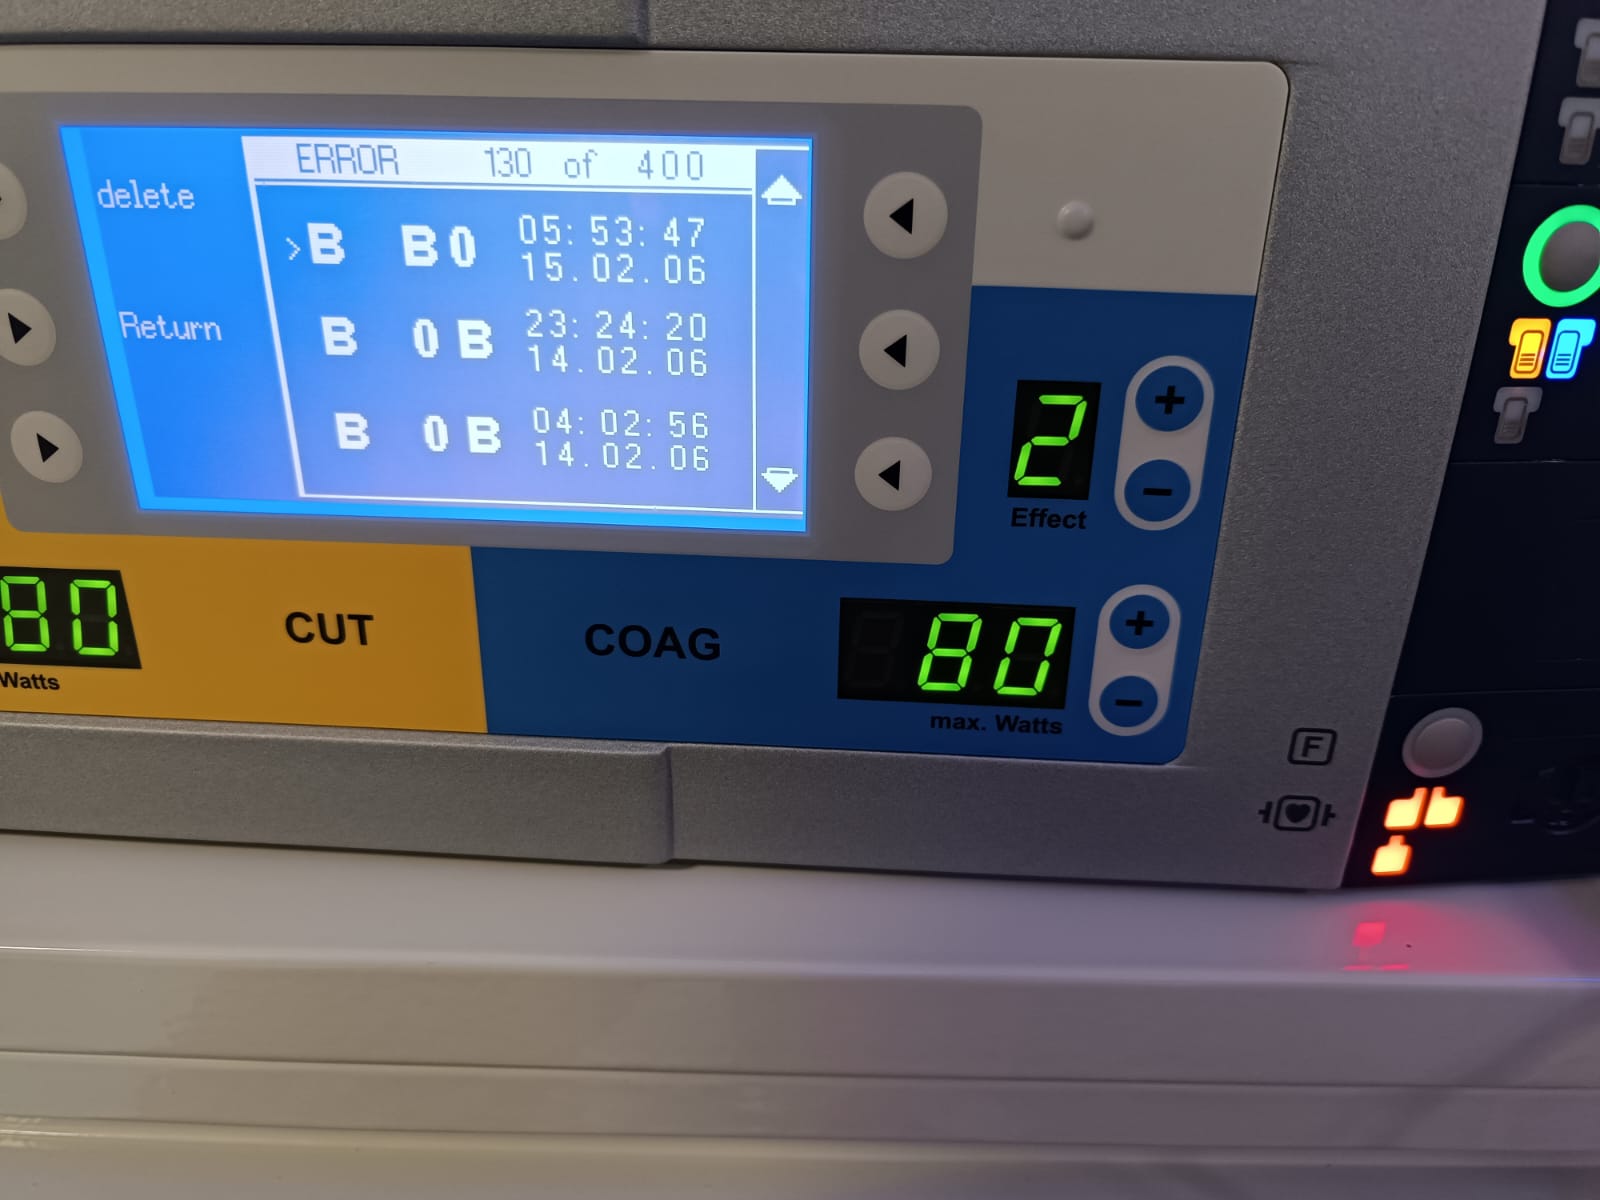 ERROR 130 of 400
delete
>B B0 05:53:47
15.02.06
Return
B 0B 23:24:20
14.02.06
B 0B 04:02:56
14.02.06
2
+
-
Effect
80
Watts
CUT
COAG
80
+
-
max. Watts
F